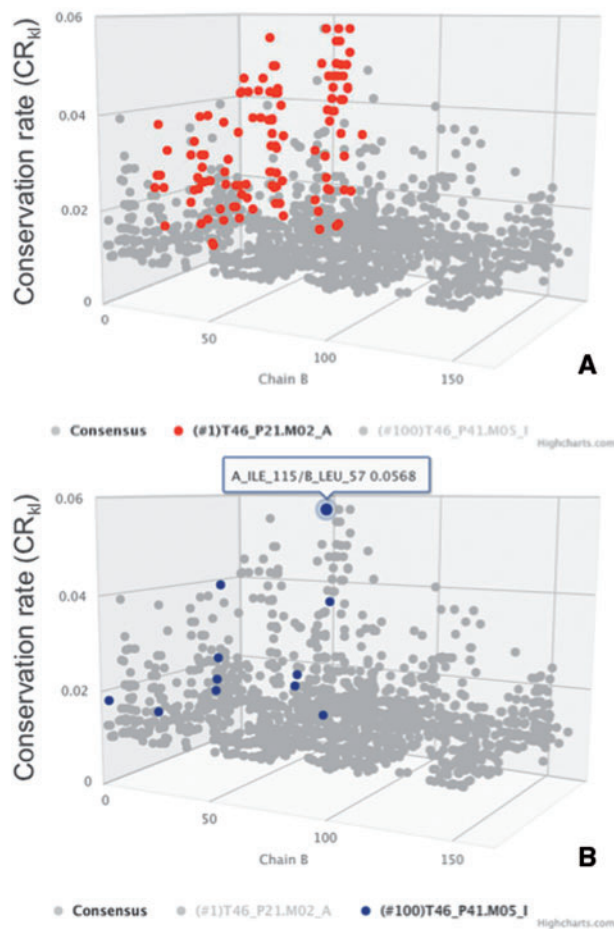 0.06
0.04
0.02
0
Conservation rate (CRkl)
0
50
100
150
Chain B
A
Consensus (#1)T46_P21.M02_A (#100)T46_P41.M05_I
Highcharts.com
A_ILE_115/B_LEU_57 0.0568
0.06
0.04
0.02
0
Conservation rate (CRkl)
0
50
100
150
Chain B
B
Consensus (#1)T46_P21.M02_A (#100)T46_P41.M05_I
Highcharts.com